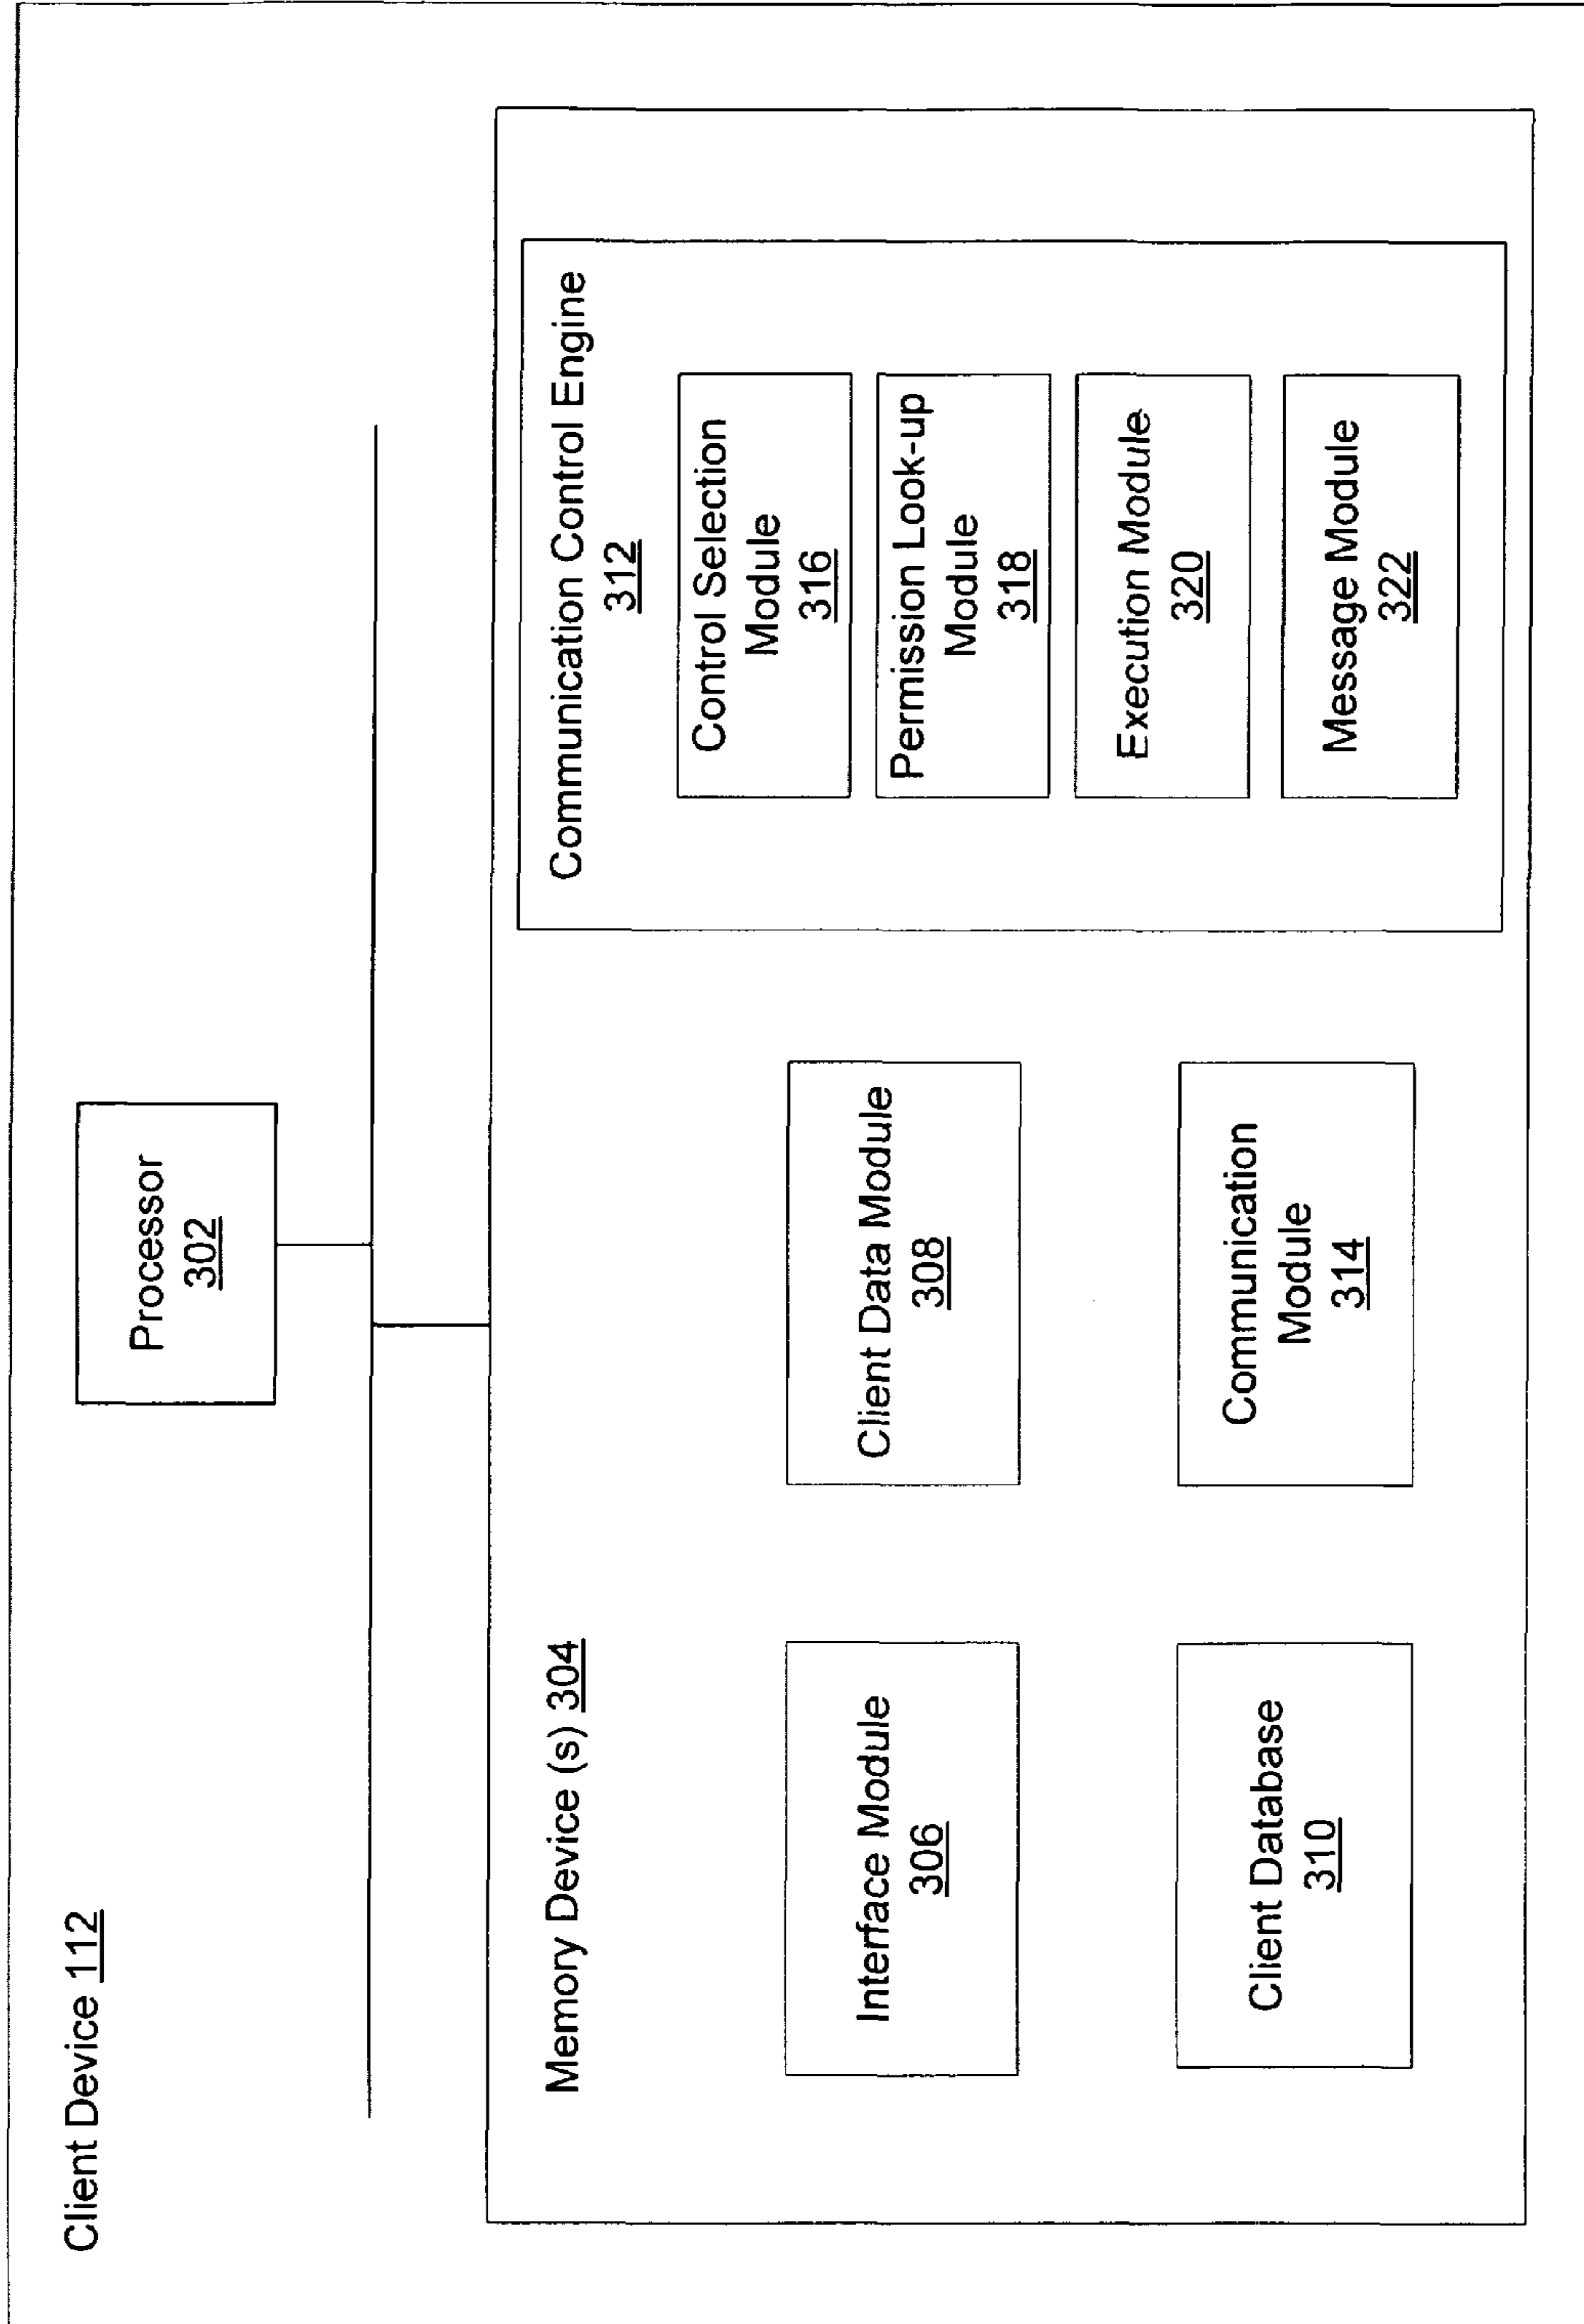 Client Device 112
Processor
302
Memory Device (s) 304
Interface Module
306
Client Data Module
308
Client Database
310
Communication
Module
314
Communication Control Engine
312
Control Selection
Module
316
Permission Look-up
Module
318
Execution Module
320
Message Module
322